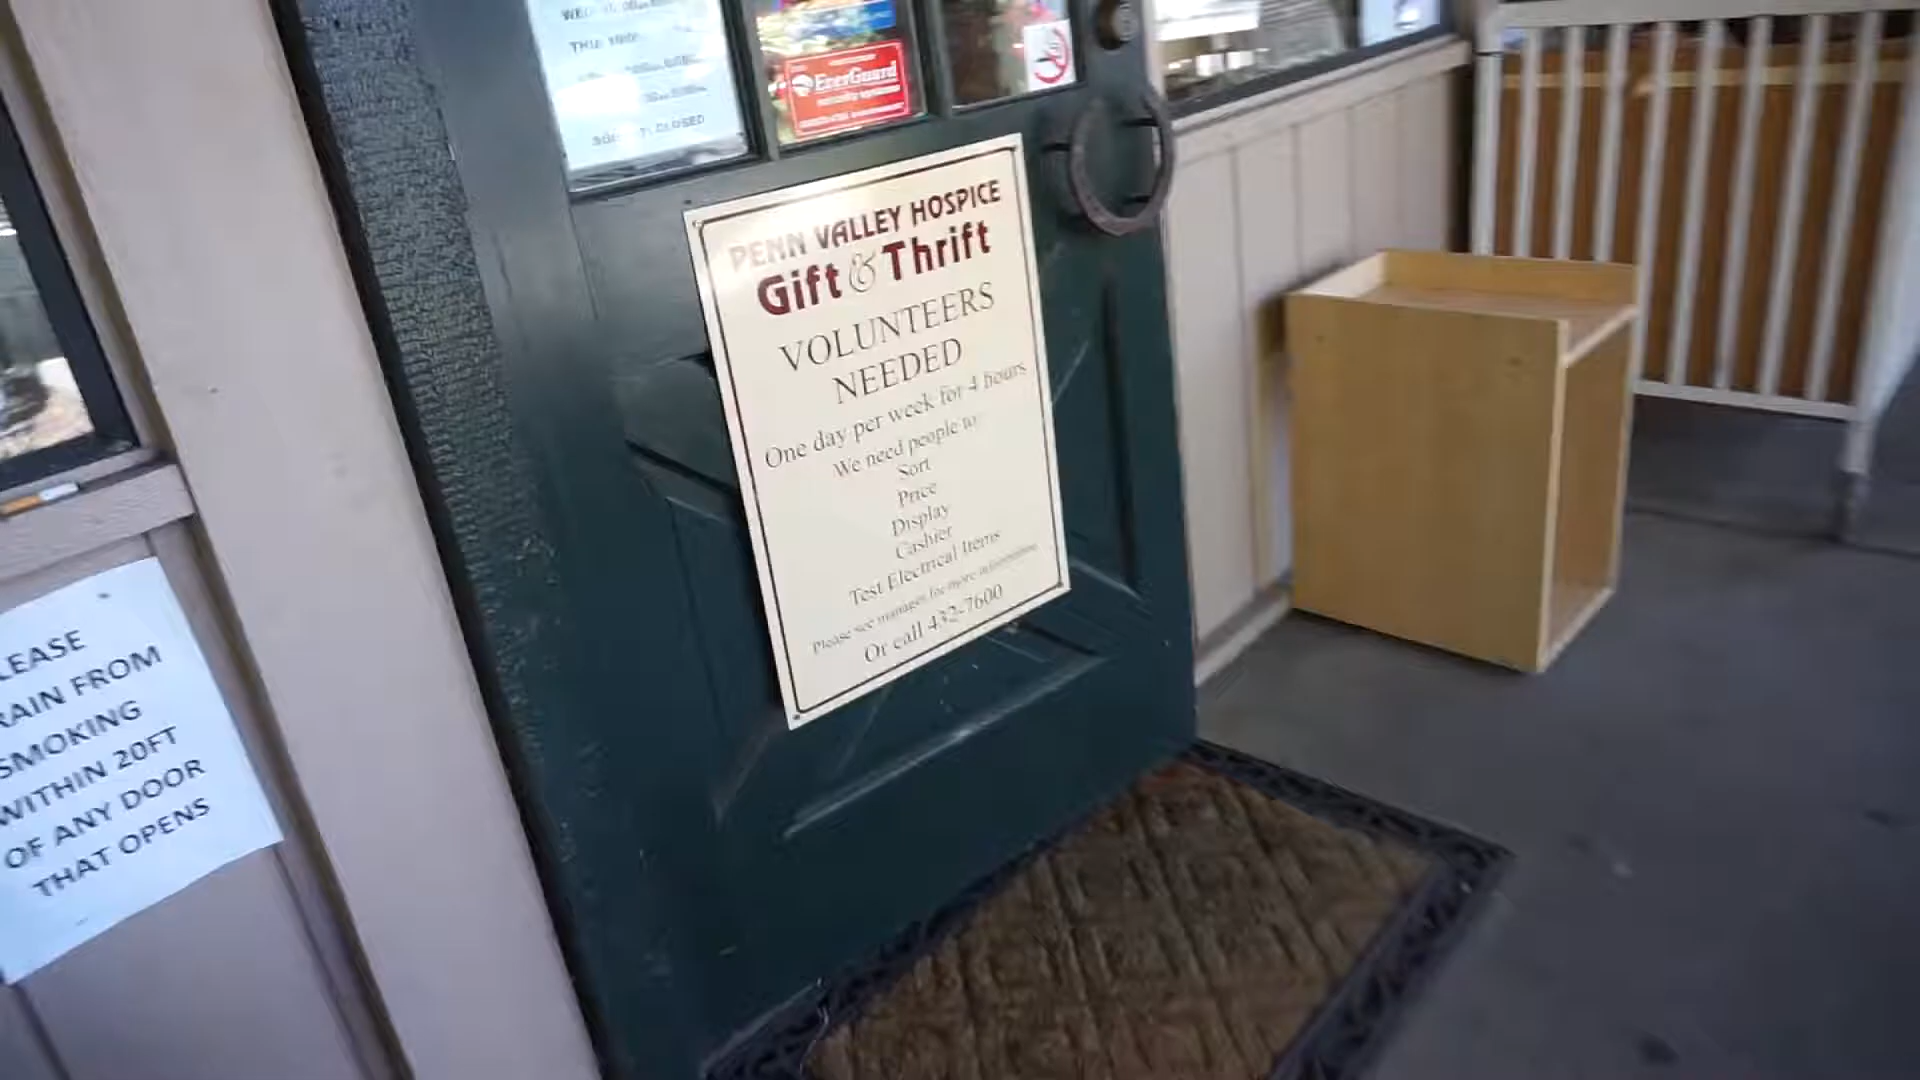 EverGuard
CLOSED
PENN VALLEY HOSPICE
Gift & Thrift
VOLUNTEERS
NEEDED
One day per week for 4 hours
We need people to
Sort
Price
Display
Cashier
Test Electrical Items
Please see manager for more information
Or call 432-7600
LEASE
RAIN FROM
SMOKING
WITHIN 20FT
OF ANY DOOR
THAT OPENS